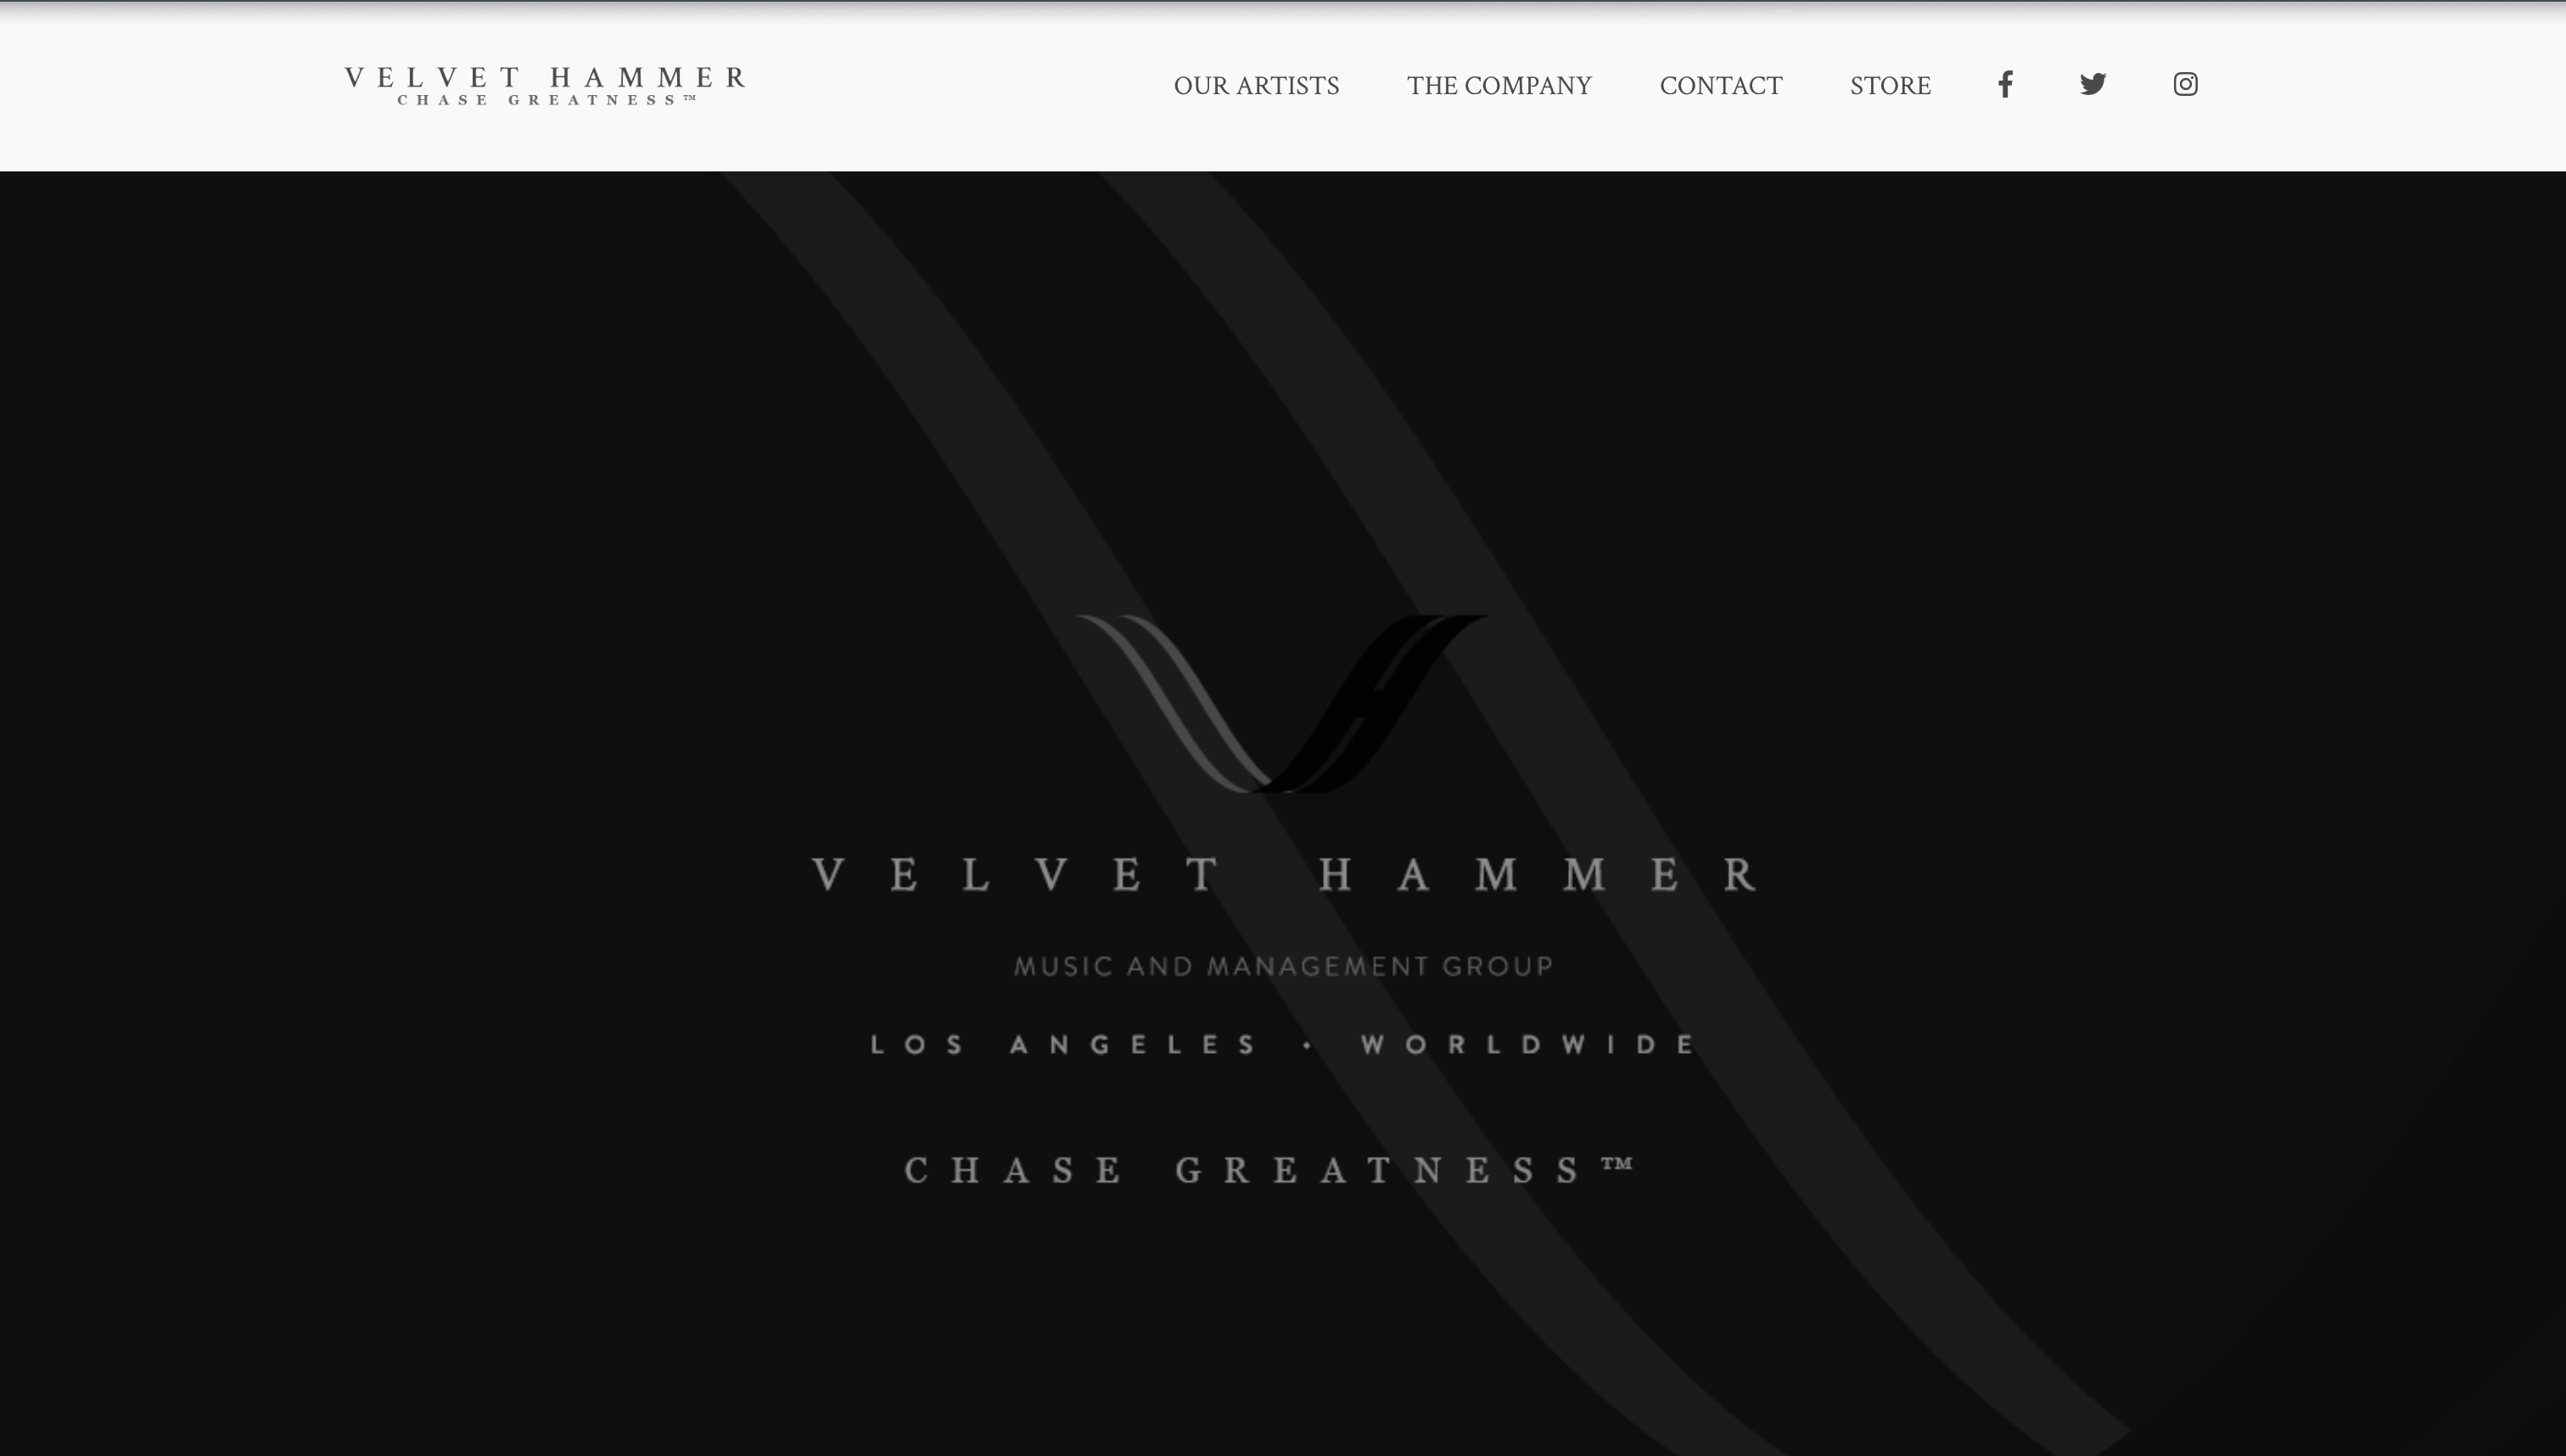 VELVET HAMMER
CHASE GREATNESS™
OUR ARTISTS THE COMPANY CONTACT STORE
VELVET HAMMER
MUSIC AND MANAGEMENT GROUP
LOS ANGELES • WORLDWIDE
CHASE GREATNESS™